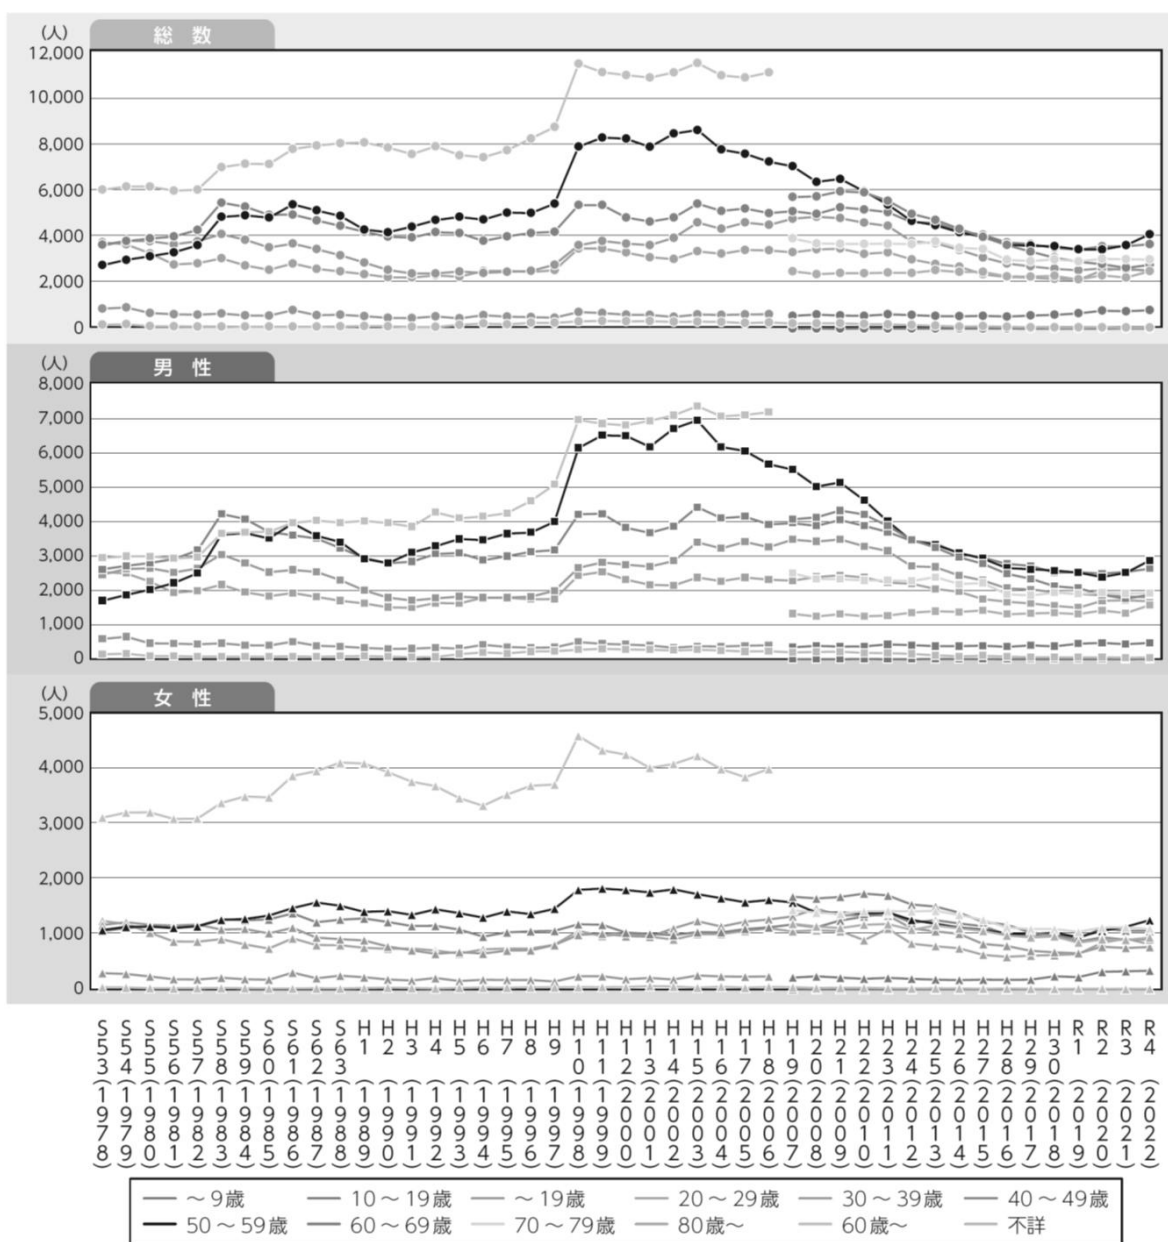 (人)
総 数
12,000
10,000
8,000
6,000
4,000
2,000
0
(人)
男 性
8,000
7,000
6,000
5,000
4,000
3,000
2,000
1,000
0
(人)
女 性
5,000
4,000
3,000
2,000
1,000
0
S53(1978)
S54(1979)
S55(1980)
S56(1981)
S57(1982)
S58(1983)
S59(1984)
S60(1985)
S61(1986)
S62(1987)
S63(1988)
H1(1989)
H2(1990)
H3(1991)
H4(1992)
H5(1993)
H6(1994)
H7(1995)
H8(1996)
H9(1997)
H10(1998)
H11(1999)
H12(2000)
H13(2001)
H14(2002)
H15(2003)
H16(2004)
H17(2005)
H18(2006)
H19(2007)
H20(2008)
H21(2009)
H22(2010)
H23(2011)
H24(2012)
H25(2013)
H26(2014)
H27(2015)
H28(2016)
H29(2017)
H30(2018)
R1(2019)
R2(2020)
R3(2021)
R4(2022)
～9歳 10～19歳 ～19歳 20～29歳 30～39歳 40～49歳
50～59歳 60～69歳 70～79歳 80歳～ 60歳～ 不詳